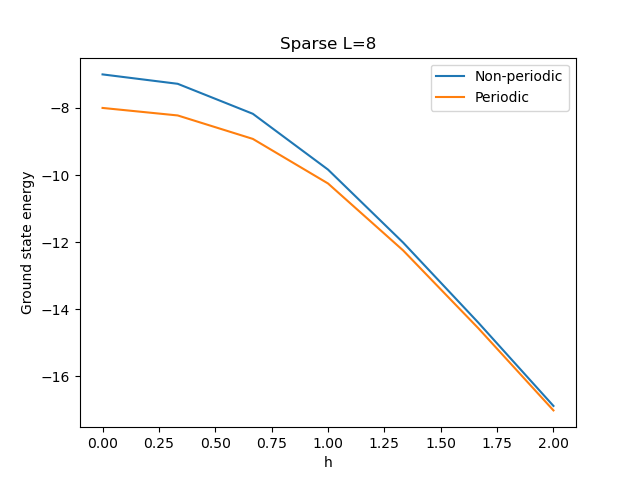 Sparse L=8
Non-periodic
Periodic
Ground state energy
−8
−10
−12
−14
−16
0.00 0.25 0.50 0.75 1.00 1.25 1.50 1.75 2.00
h